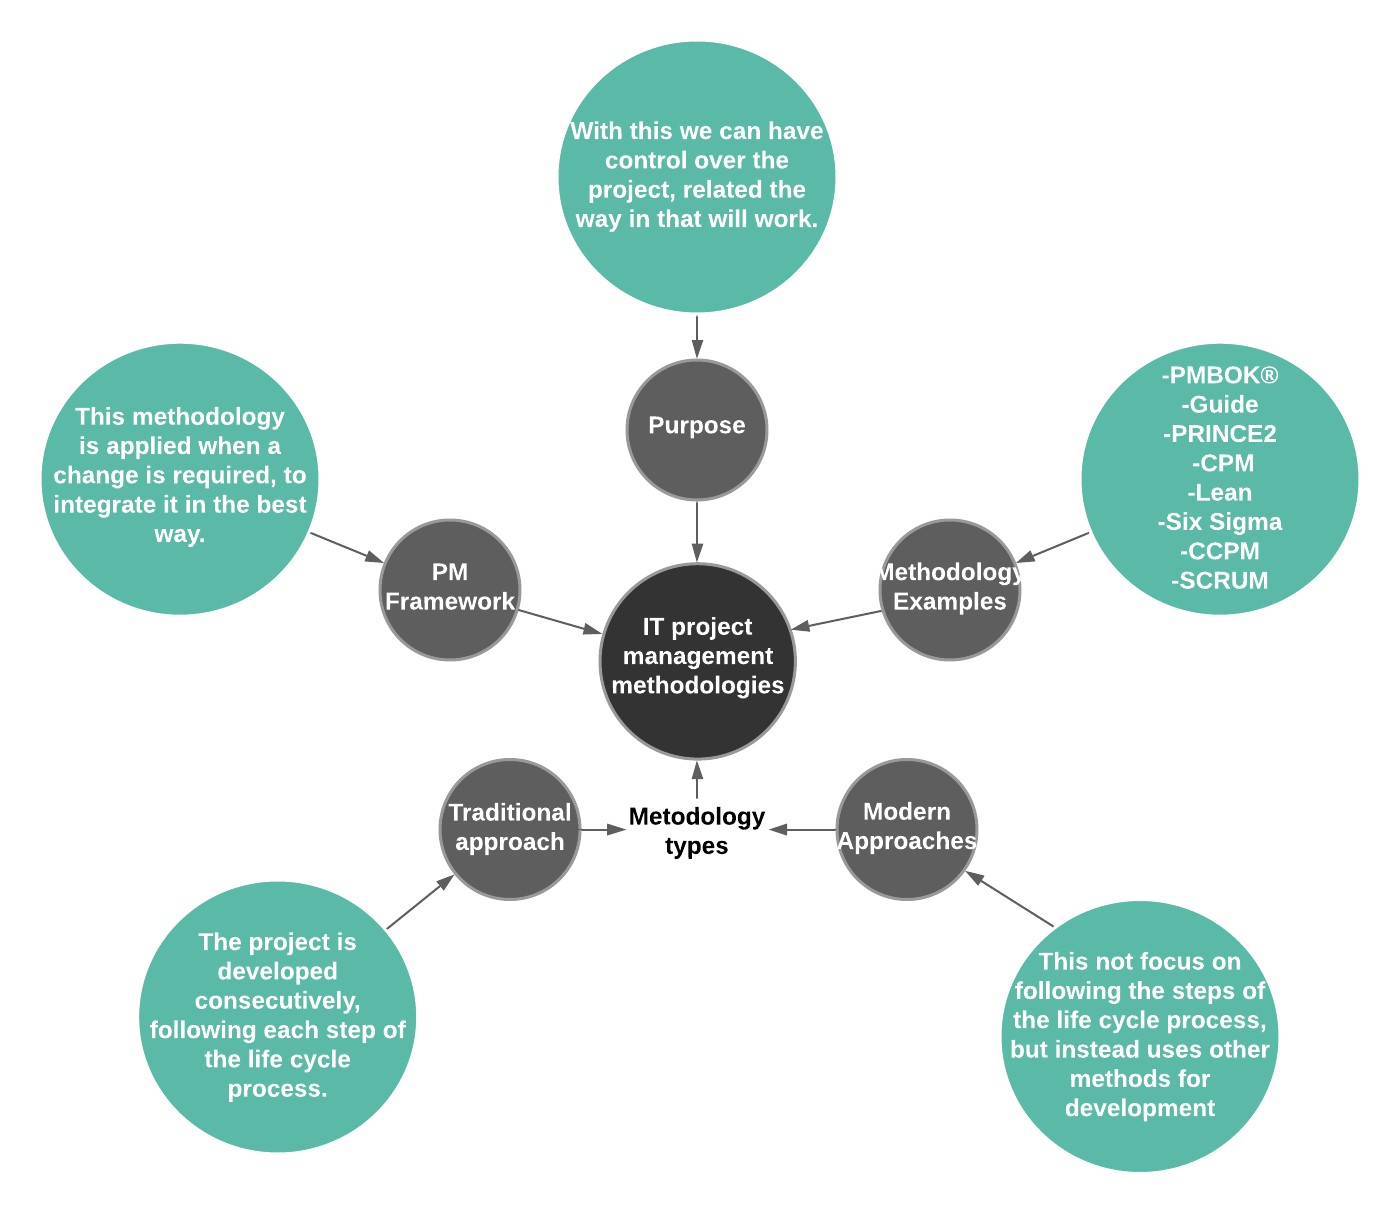 With this we can have
control over the
project, related the
way in that will work.
Purpose
This methodology
is applied when a
change is required, to
integrate it in the best
way.
PM
Framework
-PMBOK®
-Guide
-PRINCE2
-CPM
-Lean
-Six Sigma
-CCPM
-SCRUM
Methodology
Examples
IT project
management
methodologies
Traditional
approach
Metodology
types
Modern
Approaches
The project is
developed
consecutively,
following each step of
the life cycle
process.
This not focus on
following the steps of
the life cycle process,
but instead uses other
methods for
development